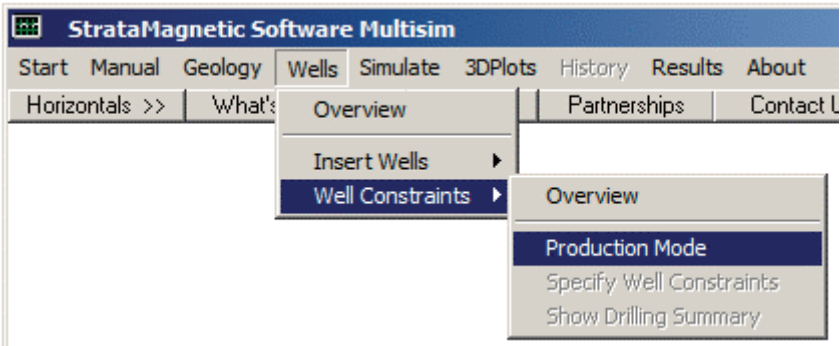 StrataMagnetic Software Multisim
Start Manual Geology Wells Simulate 3DPlots History Results About
Horizontals >> What's Partnerships Contact
Overview
Insert Wells
Well Constraints
Overview
Production Mode
Specify Well Constraints
Show Drilling Summary